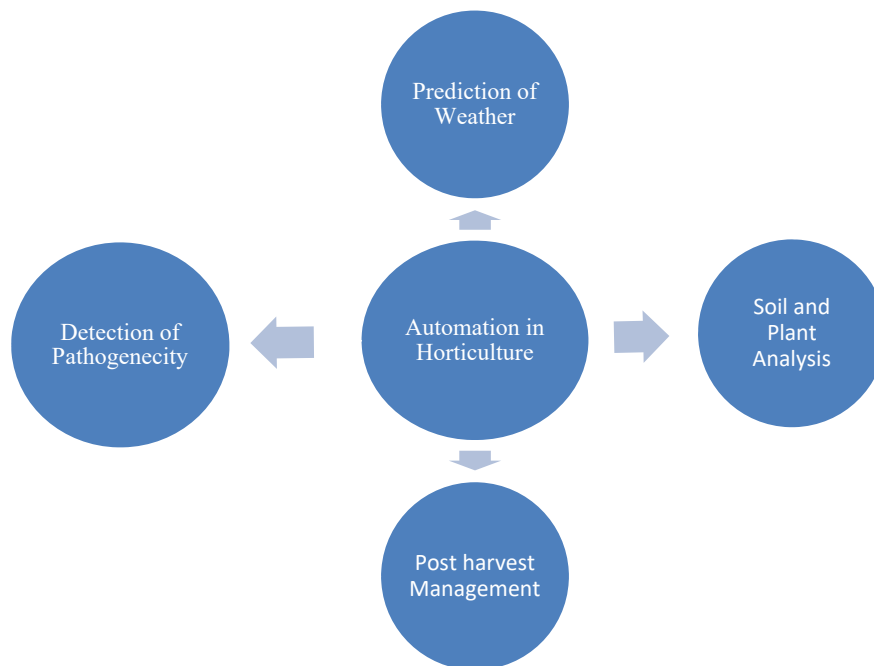 Prediction of
Weather
Detection of
Pathogenecity
Automation in
Horticulture
Soil and
Plant
Analysis
Post harvest
Management